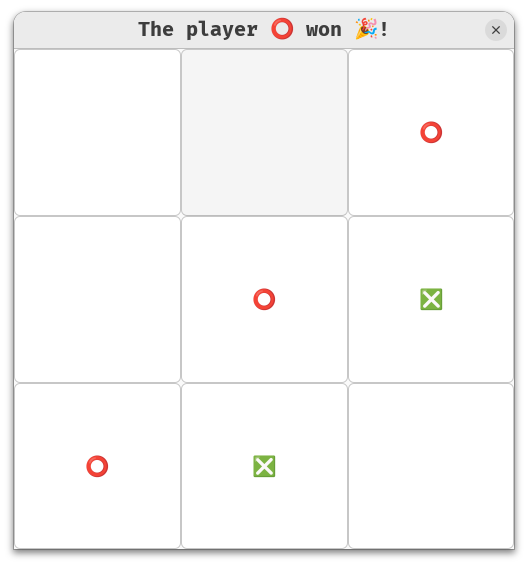 The player ⭕ won 🎉!
⭕
⭕ ❎
⭕ ❎